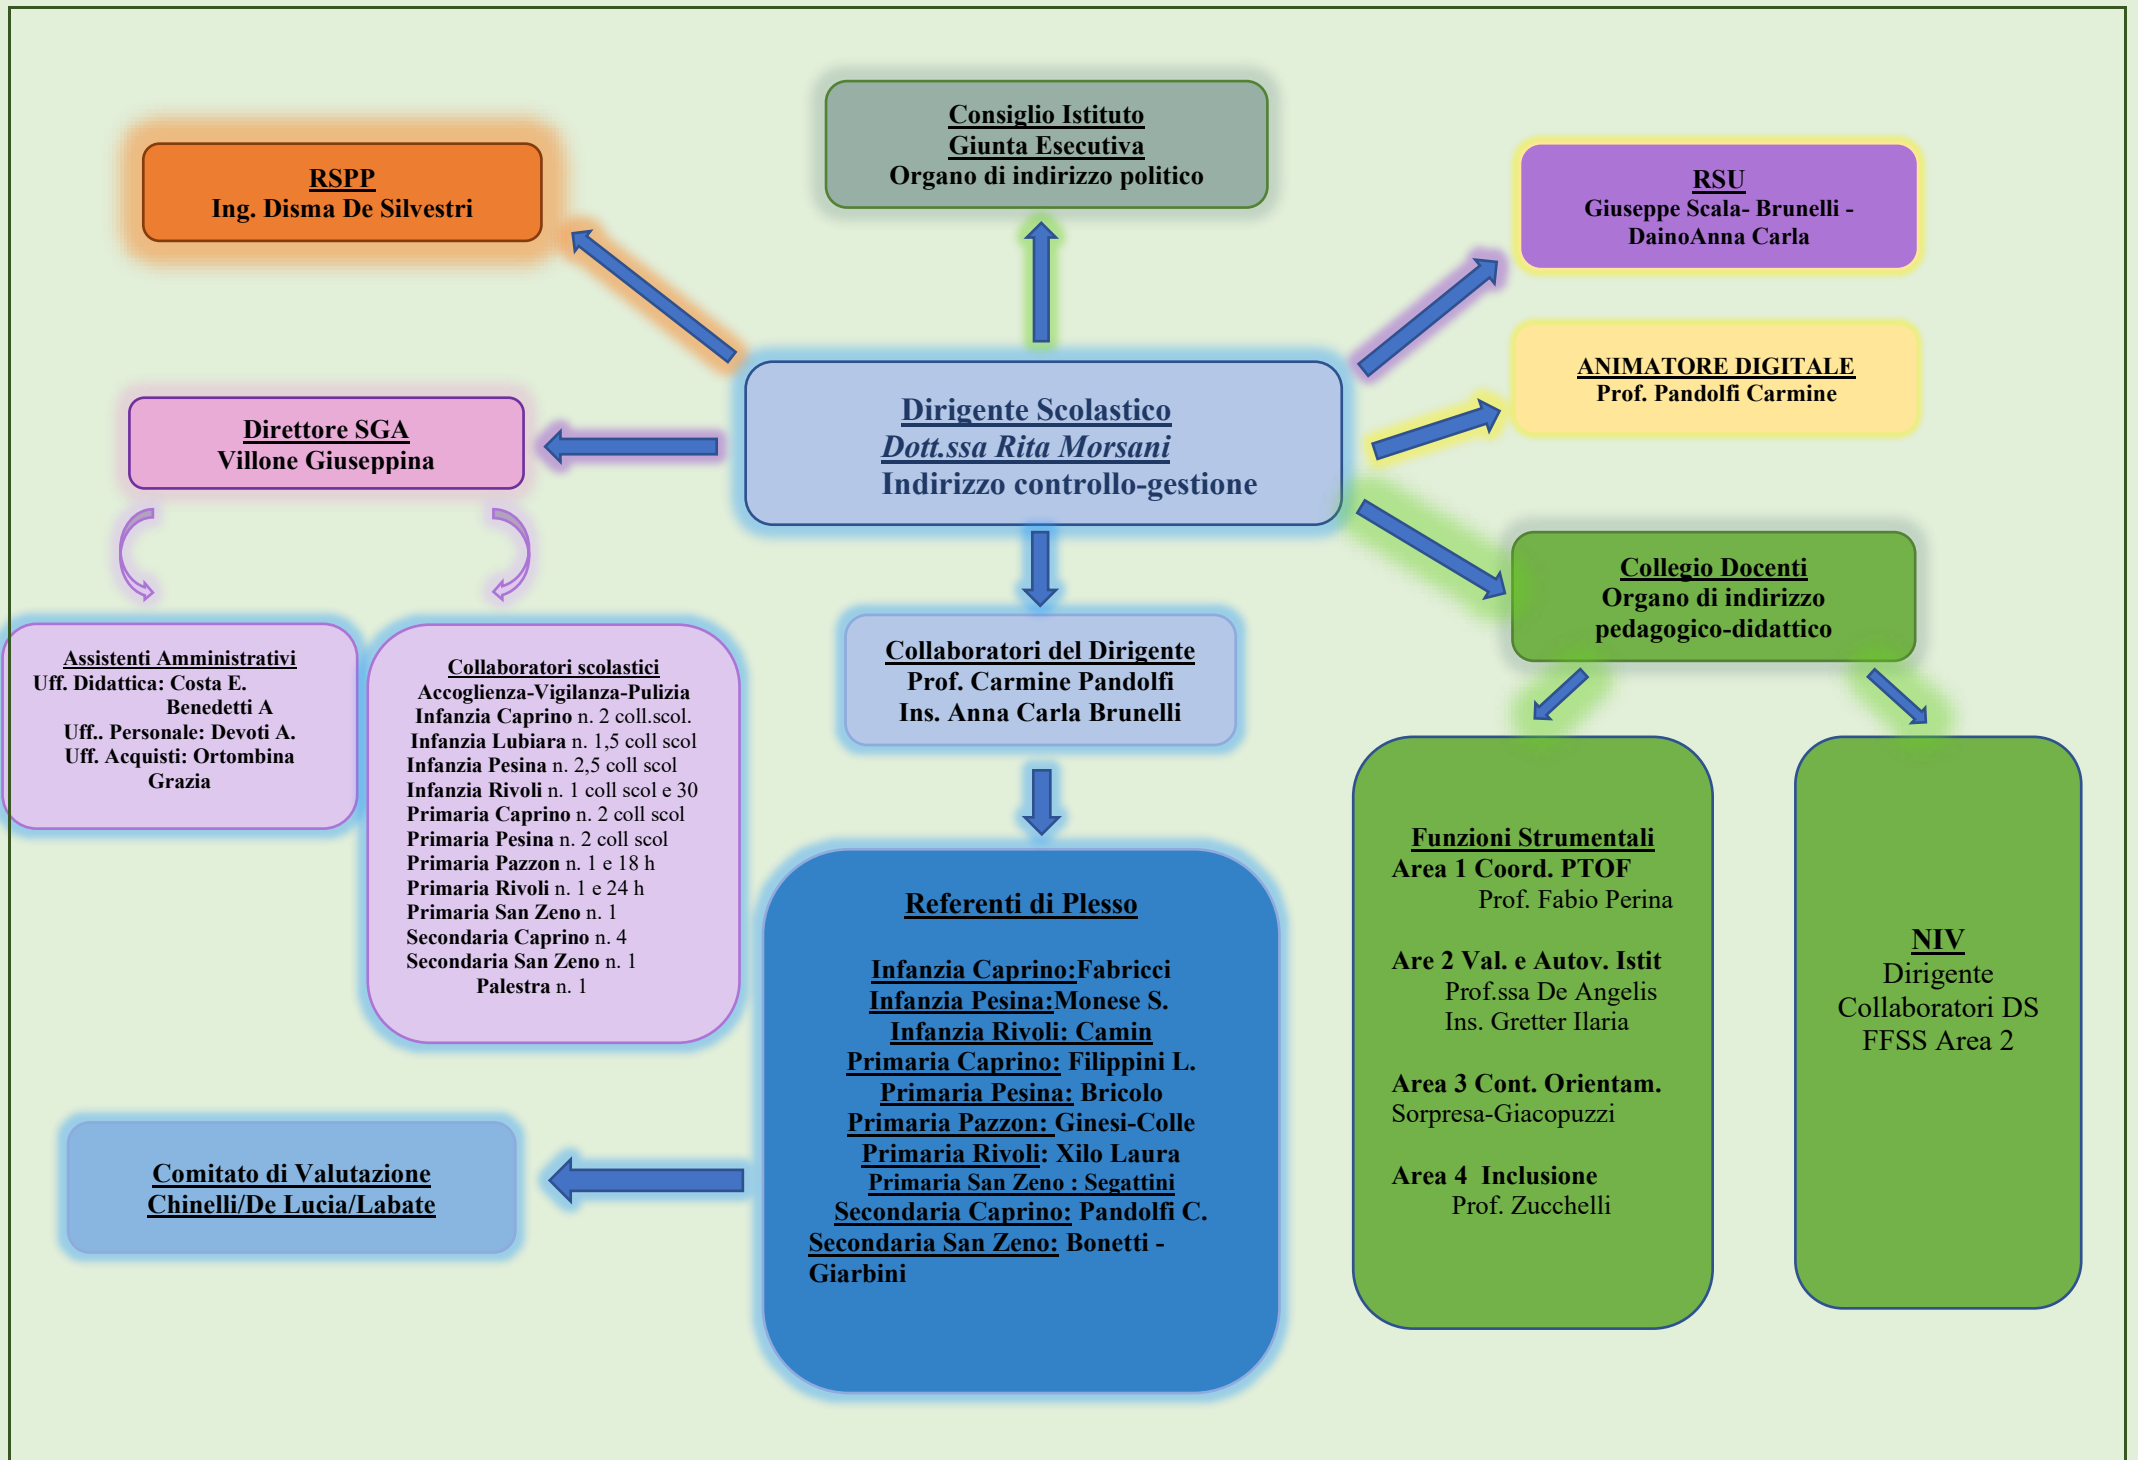 Consiglio Istituto
Giunta Esecutiva
Organo di indirizzo politico
RSPP
Ing. Disma De Silvestri
RSU
Giuseppe Scala- Brunelli -
DainoAnna Carla
ANIMATORE DIGITALE
Prof. Pandolfi Carmine
Dirigente Scolastico
Dott.ssa Rita Morsani
Indirizzo controllo-gestione
Direttore SGA
Villone Giuseppina
Collegio Docenti
Organo di indirizzo
pedagogico-didattico
Assistenti Amministrativi
Uff. Didattica: Costa E.
Benedetti A
Uff.. Personale: Devoti A.
Uff. Acquisti: Ortombina
Grazia
Collaboratori scolastici
Accoglienza-Vigilanza-Pulizia
Infanzia Caprino n. 2 coll.scol.
Infanzia Lubiara n. 1,5 coll scol
Infanzia Pesina n. 2,5 coll scol
Infanzia Rivoli n. 1 coll scol e 30
Primaria Caprino n. 2 coll scol
Primaria Pesina n. 2 coll scol
Primaria Pazzon n. 1 e 18 h
Primaria Rivoli n. 1 e 24 h
Primaria San Zeno n. 1
Secondaria Caprino n. 4
Secondaria San Zeno n. 1
Palestra n. 1
Collaboratori del Dirigente
Prof. Carmine Pandolfi
Ins. Anna Carla Brunelli
Referenti di Plesso
Infanzia Caprino:Fabricci
Infanzia Pesina:Monese S.
Infanzia Rivoli: Camin
Primaria Caprino: Filippini L.
Primaria Pesina: Bricolo
Primaria Pazzon: Ginesi-Colle
Primaria Rivoli: Xilo Laura
Primaria San Zeno : Segattini
Secondaria Caprino: Pandolfi C.
Secondaria San Zeno: Bonetti -
Giarbini
Funzioni Strumentali
Area 1 Coord. PTOF
Prof. Fabio Perina
Are 2 Val. e Autov. Istit
Prof.ssa De Angelis
Ins. Gretter Ilaria
Area 3 Cont. Orientam.
Sorpresa-Giacopuzzi
Area 4  Inclusione
Prof. Zucchelli
NIV
Dirigente
Collaboratori DS
FFSS Area 2
Comitato di Valutazione
Chinelli/De Lucia/Labate